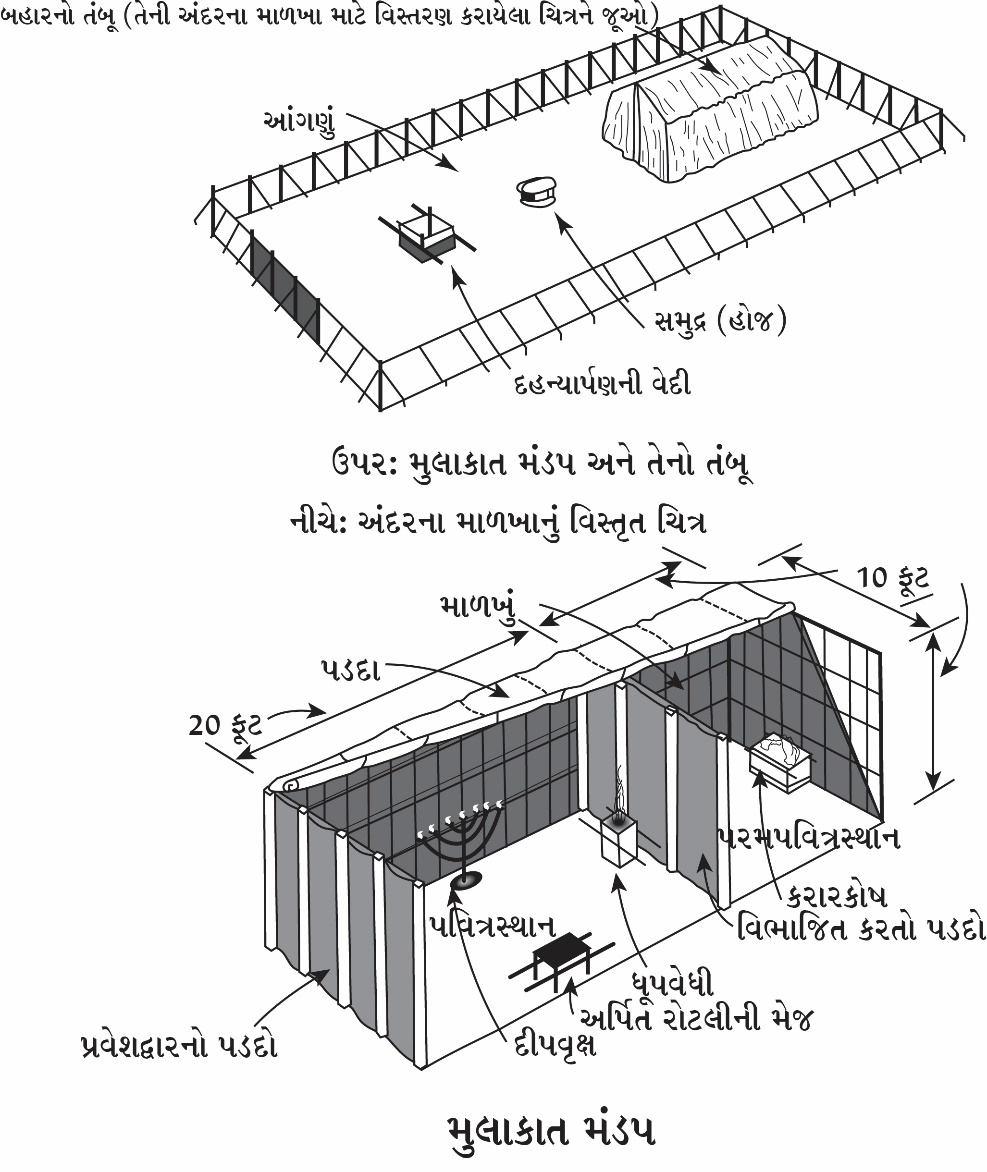 બહારનો તંબૂ (તેની અંદરના માળખા માટે વિસ્તરણ કરાયેલા ચિત્રને જૂઓ)
આંગણું
સમુદ્ર (હોજ)
દહન્યાર્પણની વેદી
ઉપર: મુલાકાત મંડપ અને તેનો તંબૂ
નીચે: અંદરના માળખાનું વિસ્તૃત ચિત્ર
10 ફૂટ
માળખું
પડદા
20 ફૂટ
પરમપવિત્રસ્થાન
કરારકોષ
પવિત્રસ્થાન
વિભાજિત કરતો પડદો
ધૂપવેધી
અર્પિત રોટલીની મેજ
પ્રવેશદ્વારનો પડદો
દીપવૃક્ષ
મુલાકાત મંડપ